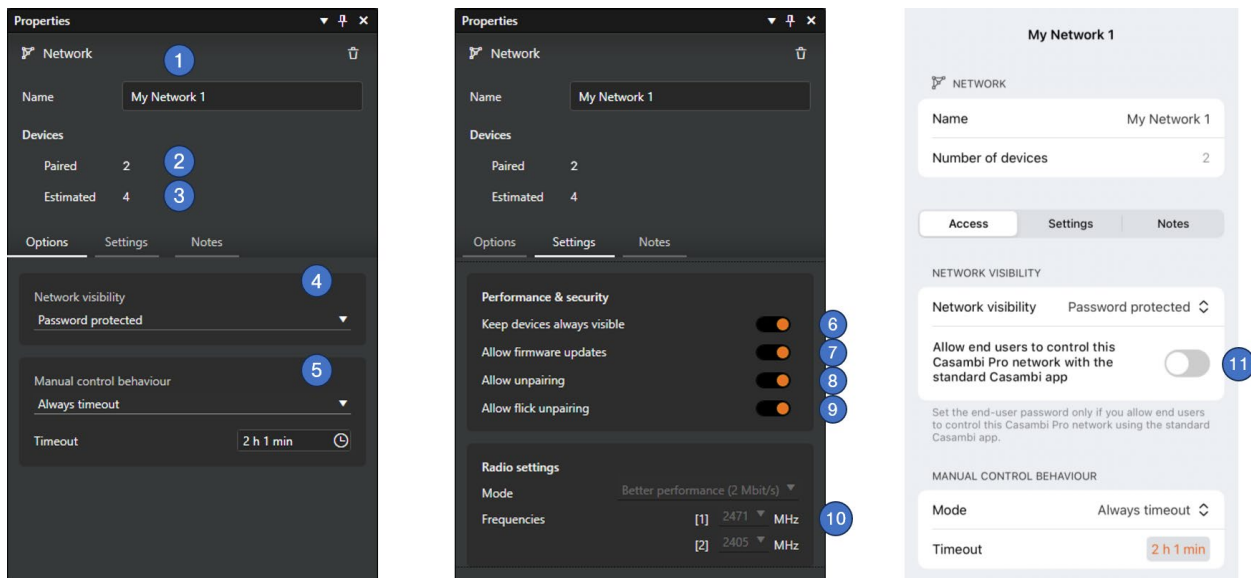 Properties
Network
1
Name My Network 1
Devices
Paired 2 2
Estimated 4 3
Options Settings Notes
4
Network visibility
Password protected
5
Manual control behaviour
Always timeout
Timeout 2 h 1 min
Properties
Network
Name My Network 1
Devices
Paired 2
Estimated 4
Options Settings Notes
Performance & security
Keep devices always visible 6
Allow firmware updates 7
Allow unpairing 8
Allow flick unpairing 9
Radio settings
Mode Better performance (2 Mbit/s)
Frequencies [1] 2471 MHz 10
[2] 2405 MHz
My Network 1
NETWORK
Name My Network 1
Number of devices 2
Access Settings Notes
NETWORK VISIBILITY
Network visibility Password protected
Allow end users to control this
Casambi Pro network with the
standard Casambi app
11
Set the end-user password only if you allow end users
to control this Casambi Pro network using the standard
Casambi app.
MANUAL CONTROL BEHAVIOUR
Mode Always timeout
Timeout 2 h 1 min